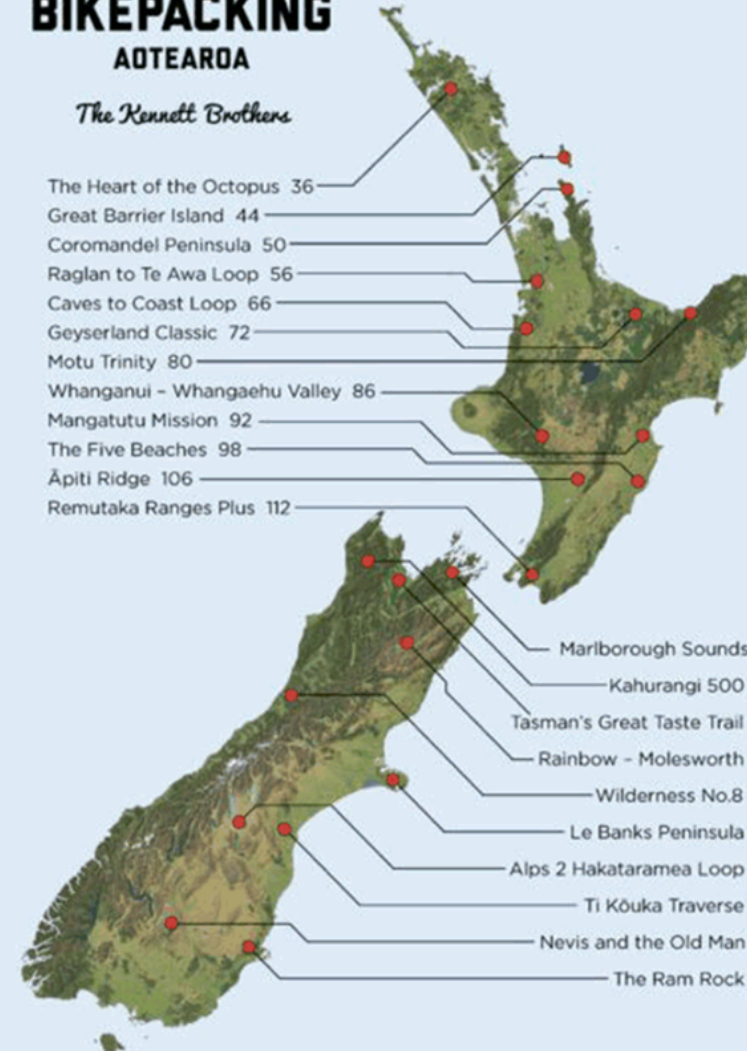 BIKEPACKING
AOTEAROA
The Kennett Brothers
The Heart of the Octopus 36
Great Barrier Island 44
Coromandel Peninsula 50
Raglan to Te Awa Loop 56
Caves to Coast Loop 66
Geyserland Classic 72
Motu Trinity 80
Whanganui – Whangaehu Valley 86
Mangatutu Mission 92
The Five Beaches 98
Āpiti Ridge 106
Remutaka Ranges Plus 112
Marlborough Sounds
Kahurangi 500
Tasman's Great Taste Trail
Rainbow – Molesworth
Wilderness No.8
Le Banks Peninsula
Alps 2 Hakataramea Loop
Ti Kōuka Traverse
Nevis and the Old Man
The Ram Rock